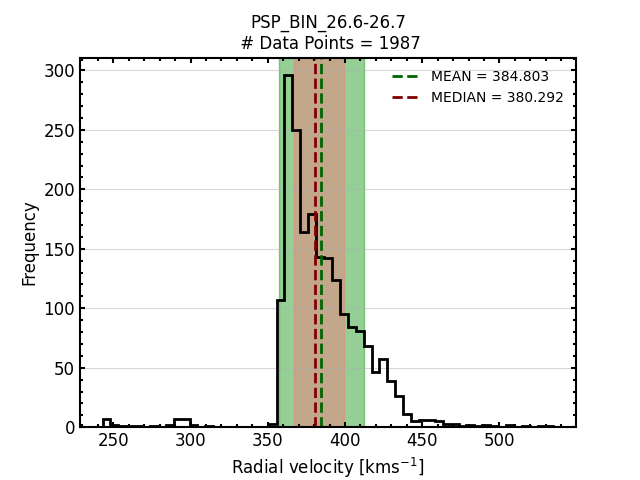 PSP_BIN_26.6-26.7
# Data Points = 1987
MEAN = 384.803
MEDIAN = 380.292
300
250
200
150
100
50
0
Frequency
250 300 350 400 450 500
Radial velocity [kms⁻¹]